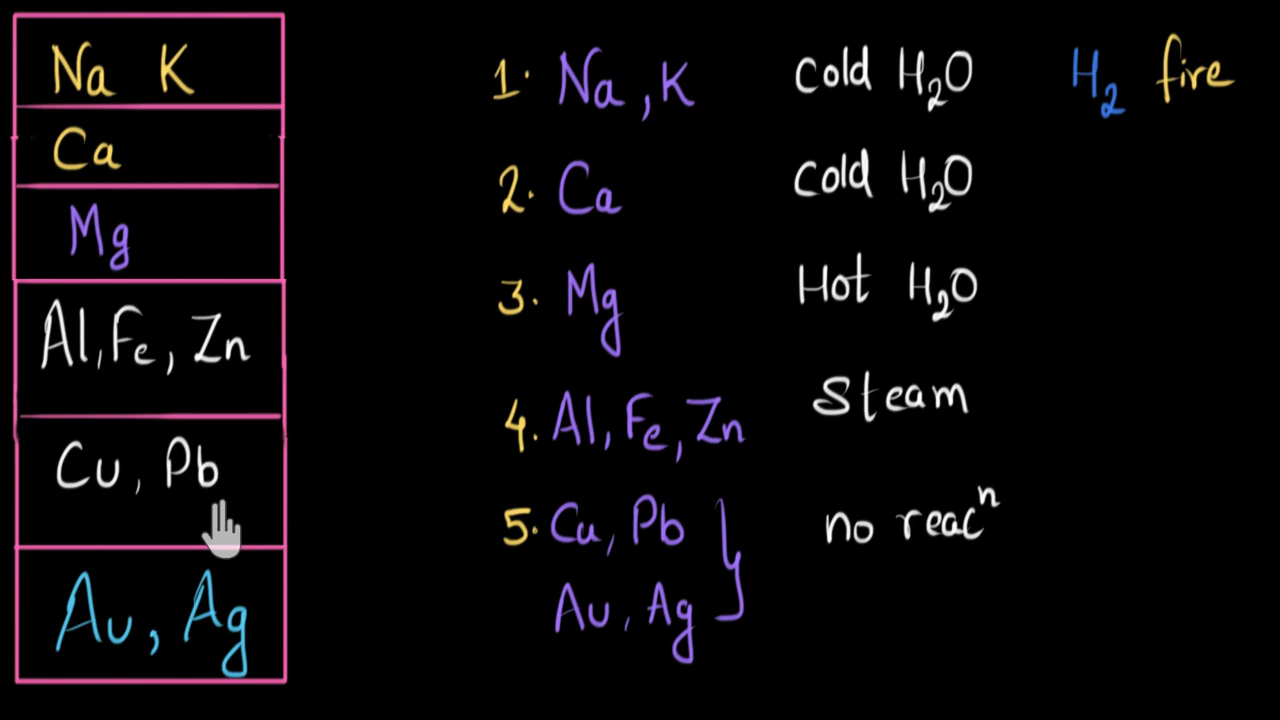 Na K
Ca
Mg
Al, Fe, Zn
Cu, Pb
Au, Ag
1. Na, K cold H₂O H₂ fire
2. Ca cold H₂O
3. Mg Hot H₂O
4. Al, Fe, Zn Steam
5. Cu, Pb no reacⁿ
Au, Ag